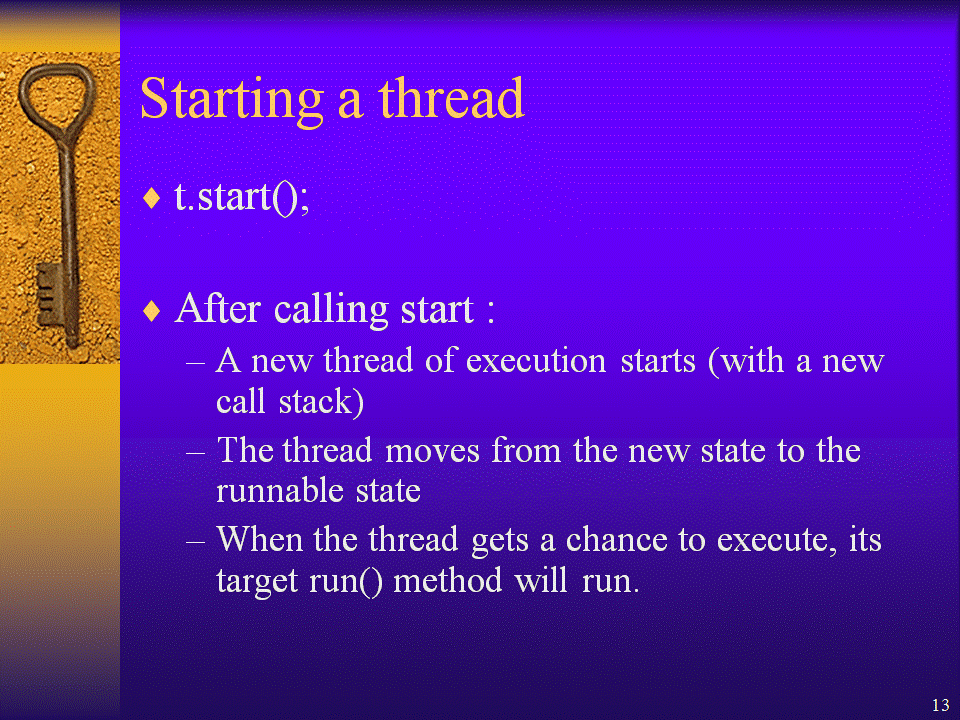 Starting a thread
♦ t.start();
♦ After calling start :
– A new thread of execution starts (with a new
call stack)
– The thread moves from the new state to the
runnable state
– When the thread gets a chance to execute, its
target run() method will run.
13